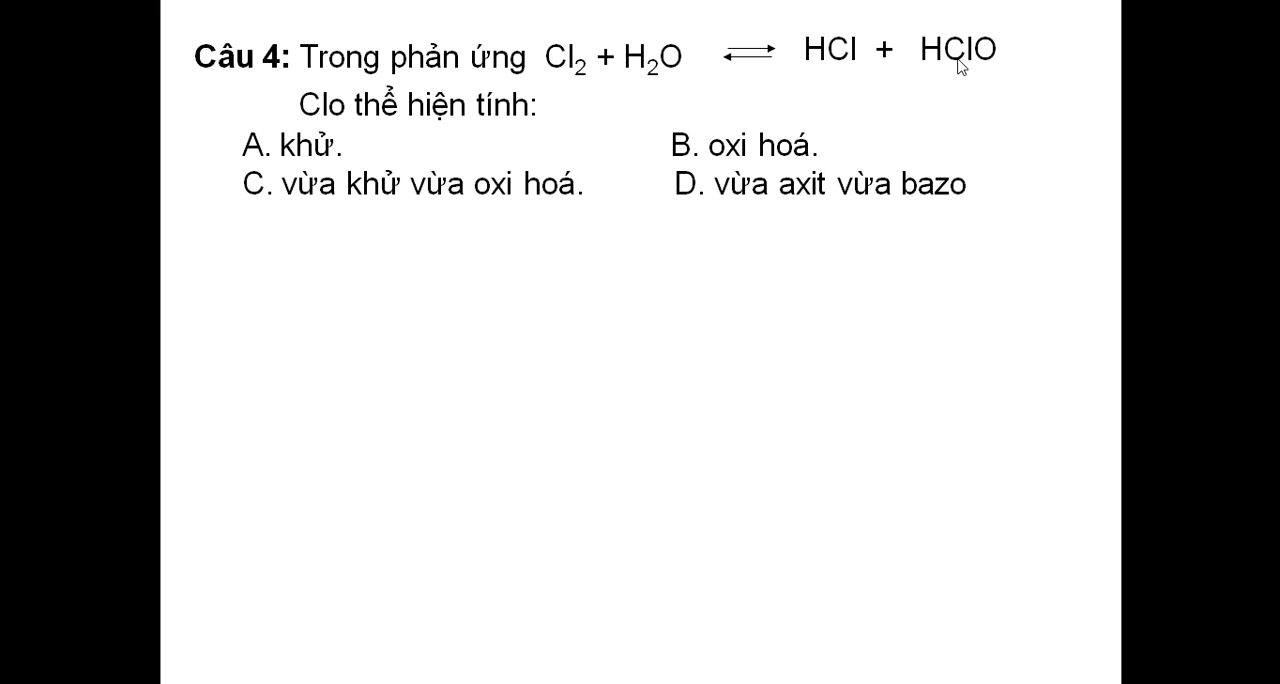 Câu 4: Trong phản ứng Cl₂ + H₂O ⇌ HCl + HClO
Clo thể hiện tính:
A. khử. B. oxi hoá.
C. vừa khử vừa oxi hoá. D. vừa axit vừa bazo